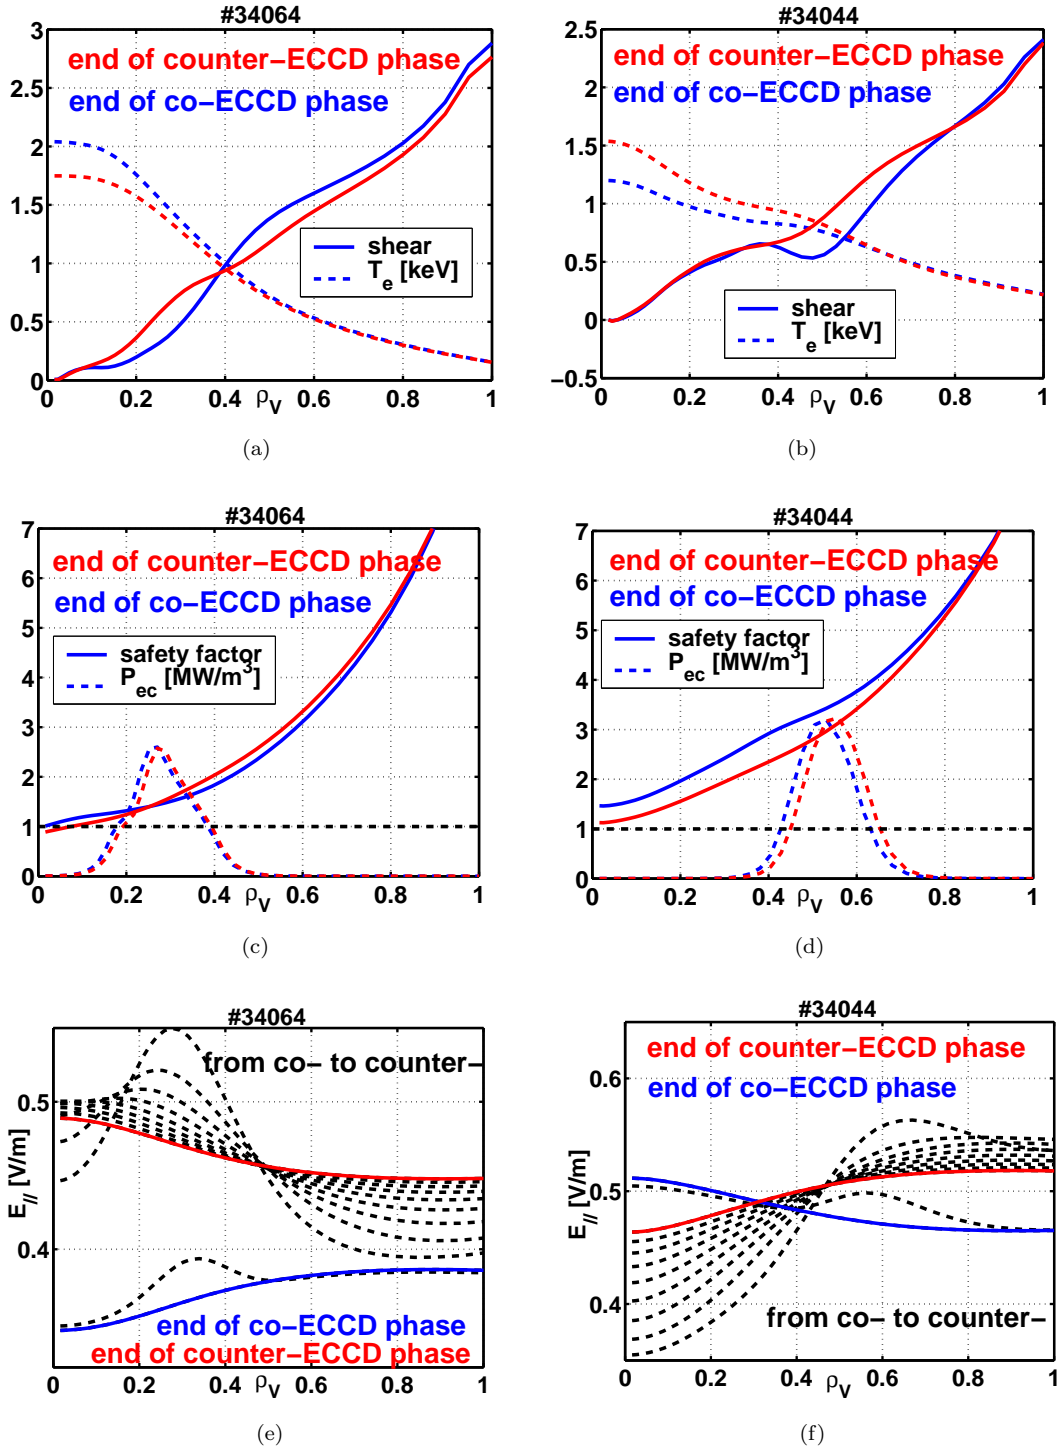 #34064
end of counter-ECCD phase
end of co-ECCD phase
shear
T_e [keV]
3
2.5
2
1.5
1
0.5
0
0 0.2 0.4 ρ_V 0.6 0.8 1
(a)
#34044
end of counter-ECCD phase
end of co-ECCD phase
shear
T_e [keV]
2.5
2
1.5
1
0.5
0
-0.5
0 0.2 0.4 ρ_V 0.6 0.8 1
(b)
#34064
end of counter-ECCD phase
end of co-ECCD phase
safety factor
P_ec [MW/m^3]
7
6
5
4
3
2
1
0
0 0.2 0.4 ρ_V 0.6 0.8 1
(c)
#34044
end of counter-ECCD phase
end of co-ECCD phase
safety factor
P_ec [MW/m^3]
7
6
5
4
3
2
1
0
0 0.2 0.4 ρ_V 0.6 0.8 1
(d)
#34064
from co- to counter-
0.5
E_// [V/m]
0.4
end of co-ECCD phase
end of counter-ECCD phase
0 0.2 0.4 ρ_V 0.6 0.8 1
(e)
#34044
end of counter-ECCD phase
end of co-ECCD phase
0.6
E_// [V/m]
0.5
0.4
from co- to counter-
0 0.2 0.4 ρ_V 0.6 0.8 1
(f)